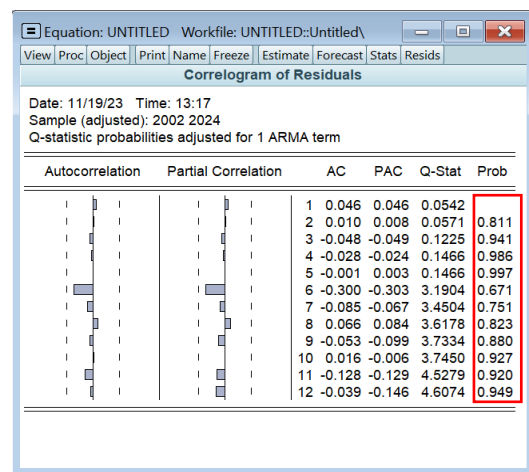 Equation: UNTITLED Workfile: UNTITLED::Untitled\
View Proc Object Print Name Freeze Estimate Forecast Stats Resids
Correlogram of Residuals
Date: 11/19/23 Time: 13:17
Sample (adjusted): 2002 2024
Q-statistic probabilities adjusted for 1 ARMA term
Autocorrelation Partial Correlation AC PAC Q-Stat Prob
1 0.046 0.046 0.0542
2 0.010 0.008 0.0571 0.811
3 -0.048 -0.049 0.1225 0.941
4 -0.028 -0.024 0.1466 0.986
5 -0.001 0.003 0.1466 0.997
6 -0.300 -0.303 3.1904 0.671
7 -0.085 -0.067 3.4504 0.751
8 0.066 0.084 3.6178 0.823
9 -0.053 -0.099 3.7334 0.880
10 0.016 -0.006 3.7450 0.927
11 -0.128 -0.129 4.5279 0.920
12 -0.039 -0.146 4.6074 0.949